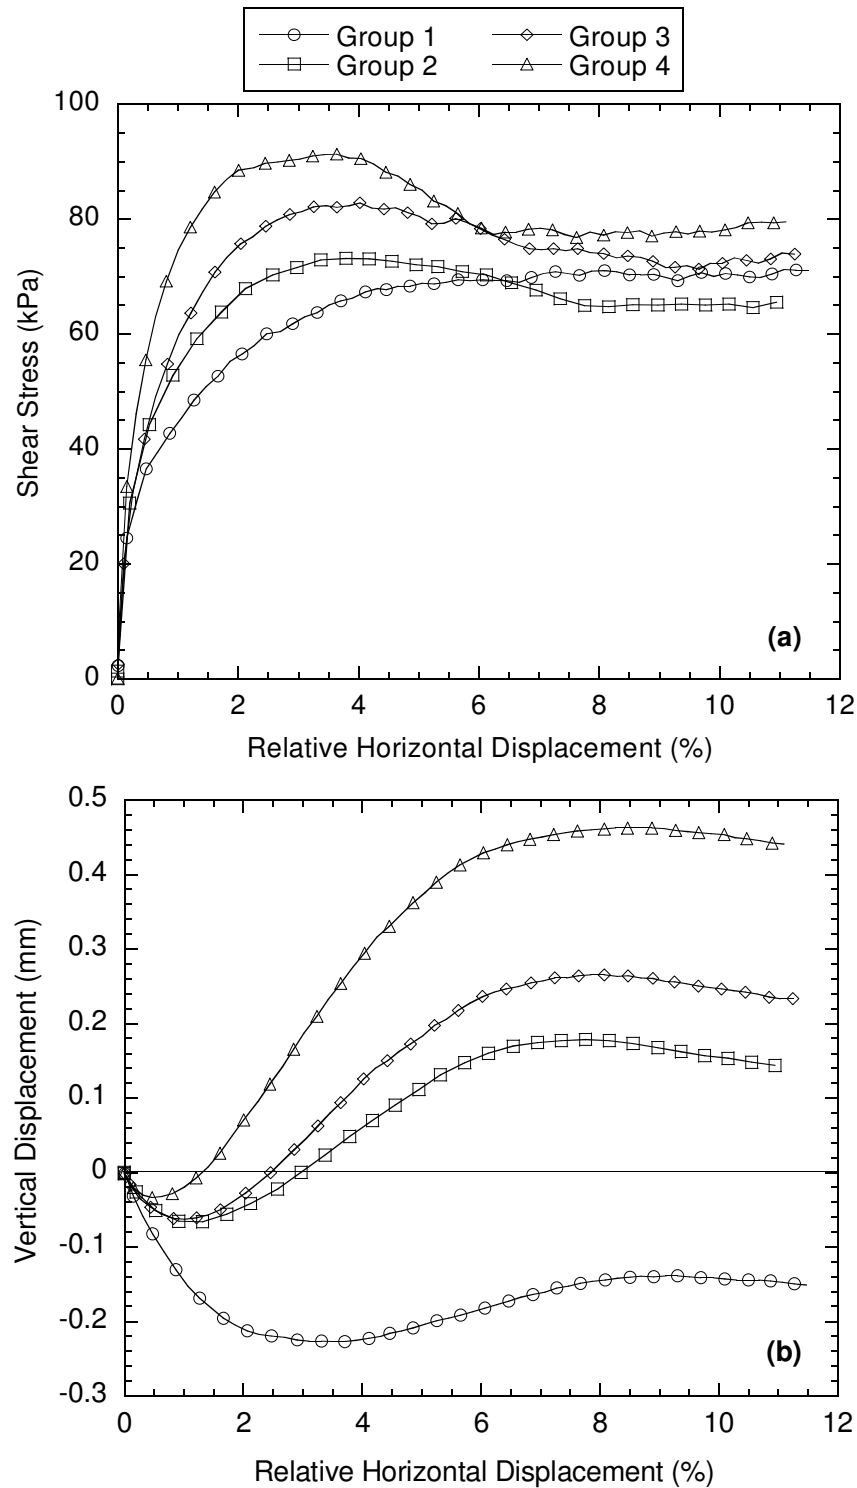 Group 1 Group 3
Group 2 Group 4
100
80
60
40
20
0
Shear Stress (kPa)
(a)
0 2 4 6 8 10 12
Relative Horizontal Displacement (%)
0.5
0.4
0.3
0.2
0.1
0
-0.1
-0.2
-0.3
Vertical Displacement (mm)
(b)
0 2 4 6 8 10 12
Relative Horizontal Displacement (%)